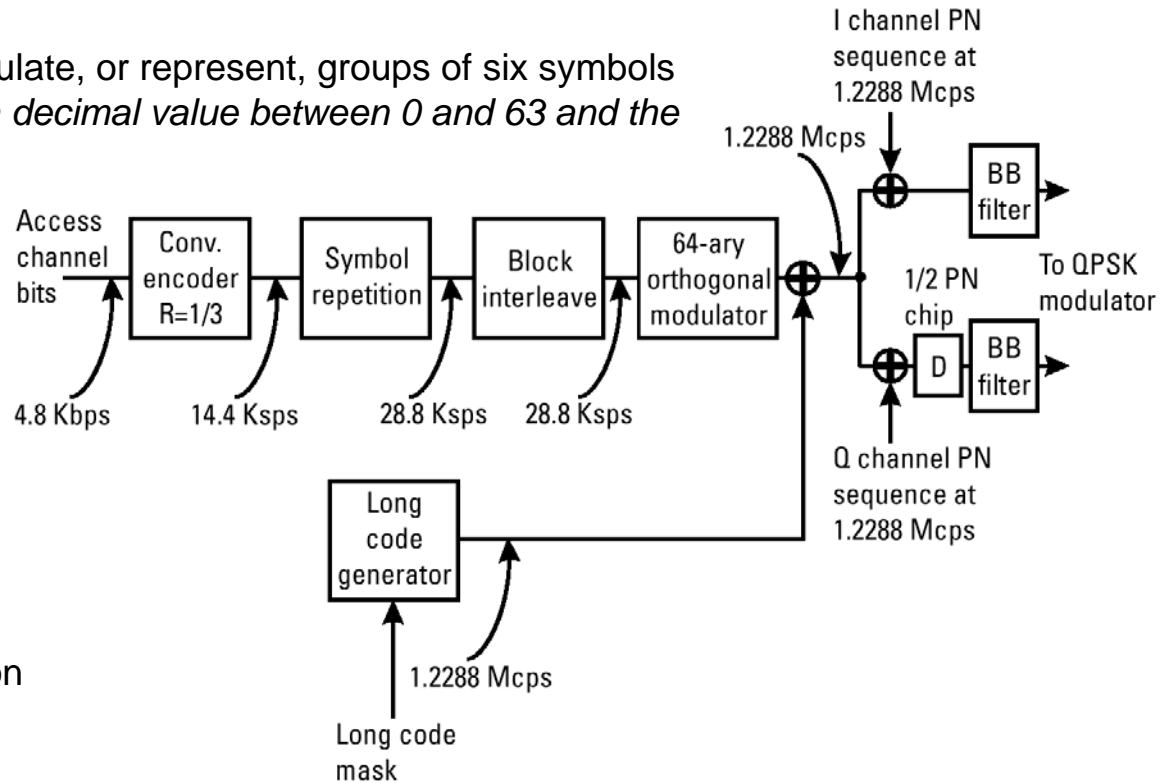 ulate, or represent, groups of six symbols
decimal value between 0 and 63 and the
I channel PN
sequence at
1.2288 Mcps
1.2288 Mcps
Access
channel
bits
Conv.
encoder
R=1/3
Symbol
repetition
Block
interleave
64-ary
orthogonal
modulator
BB
filter
1/2 PN
chip
D
BB
filter
To QPSK
modulator
4.8 Kbps
14.4 Ksps
28.8 Ksps
28.8 Ksps
Q channel PN
sequence at
1.2288 Mcps
Long
code
generator
1.2288 Mcps
on
Long code
mask